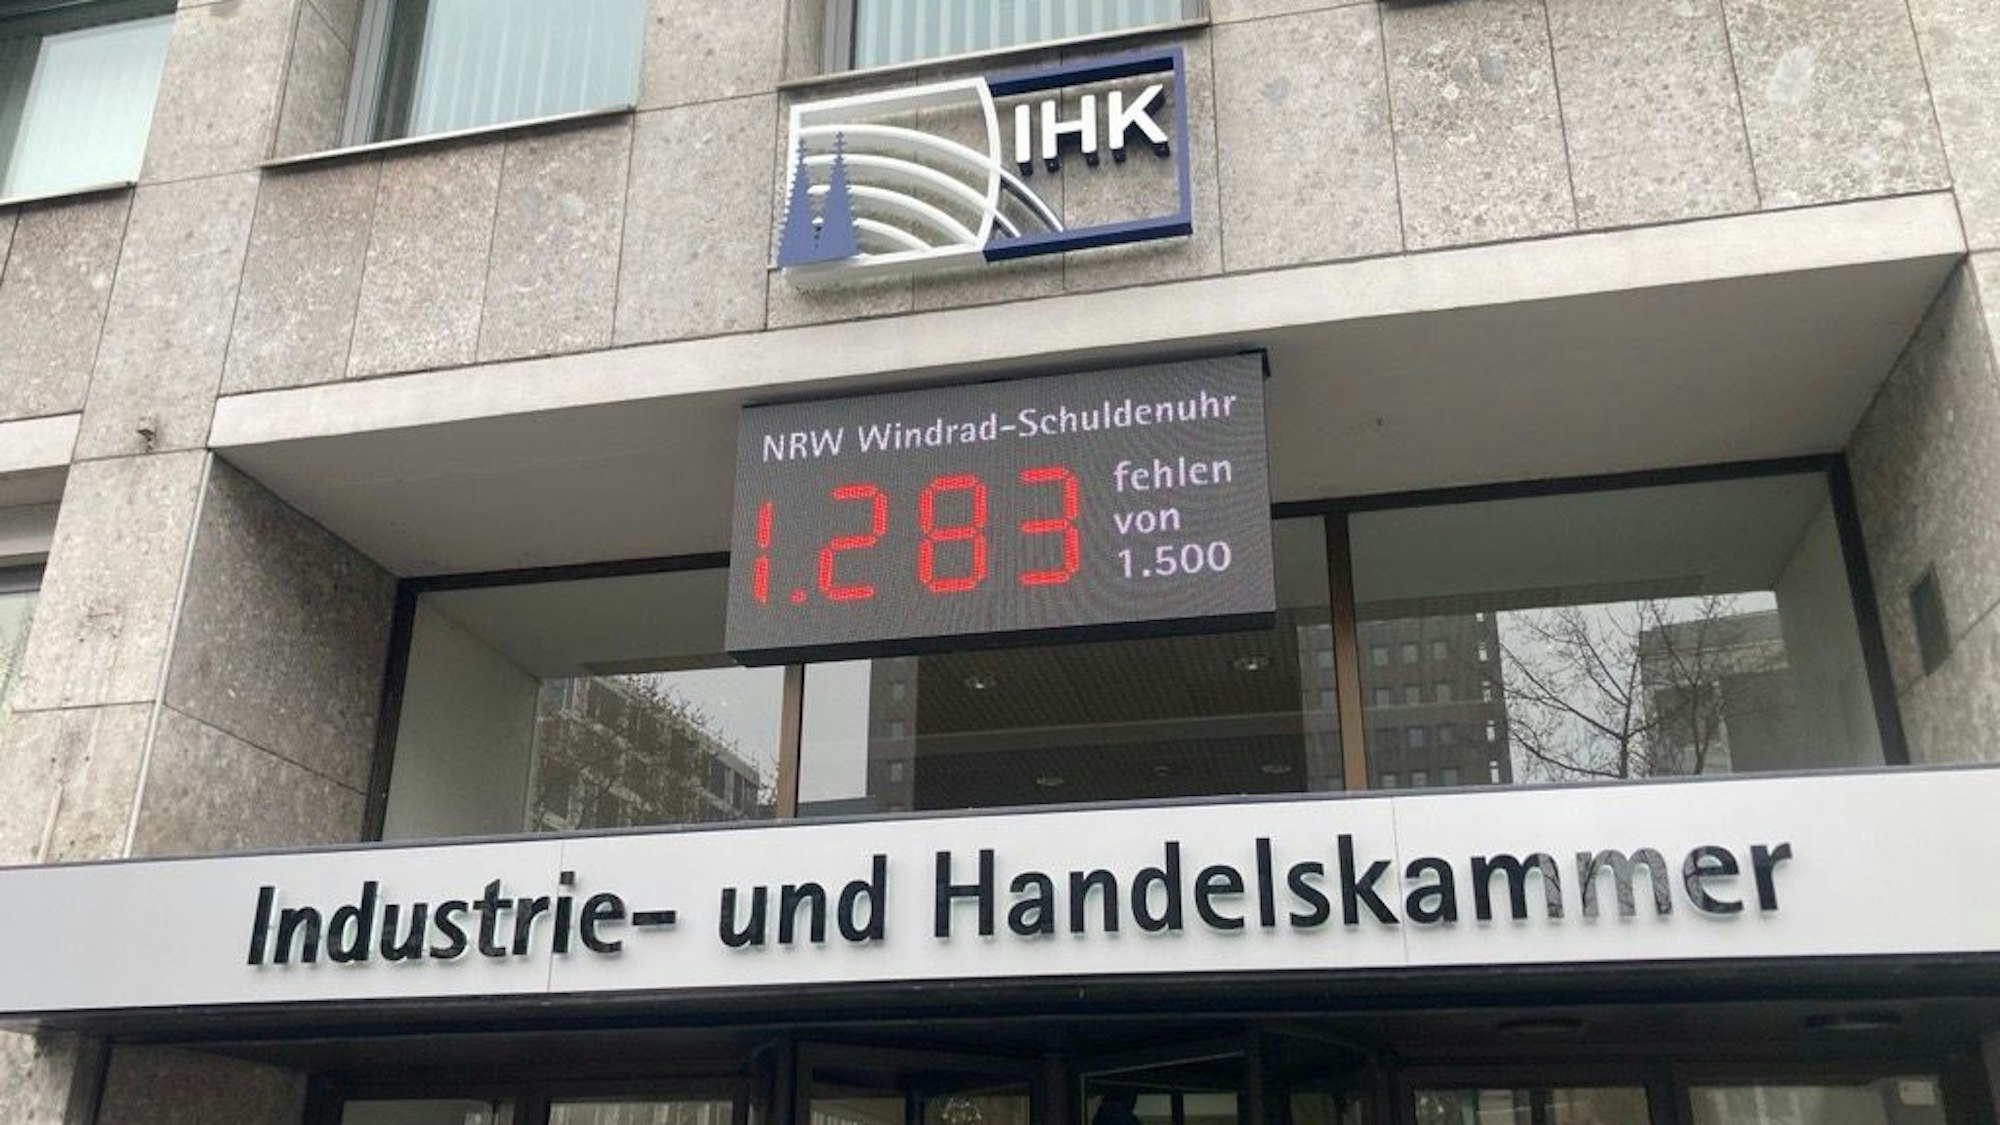 IHK
NRW Windrad-Schuldenuhr
1.283
fehlen
von
1.500
Industrie- und Handelskammer